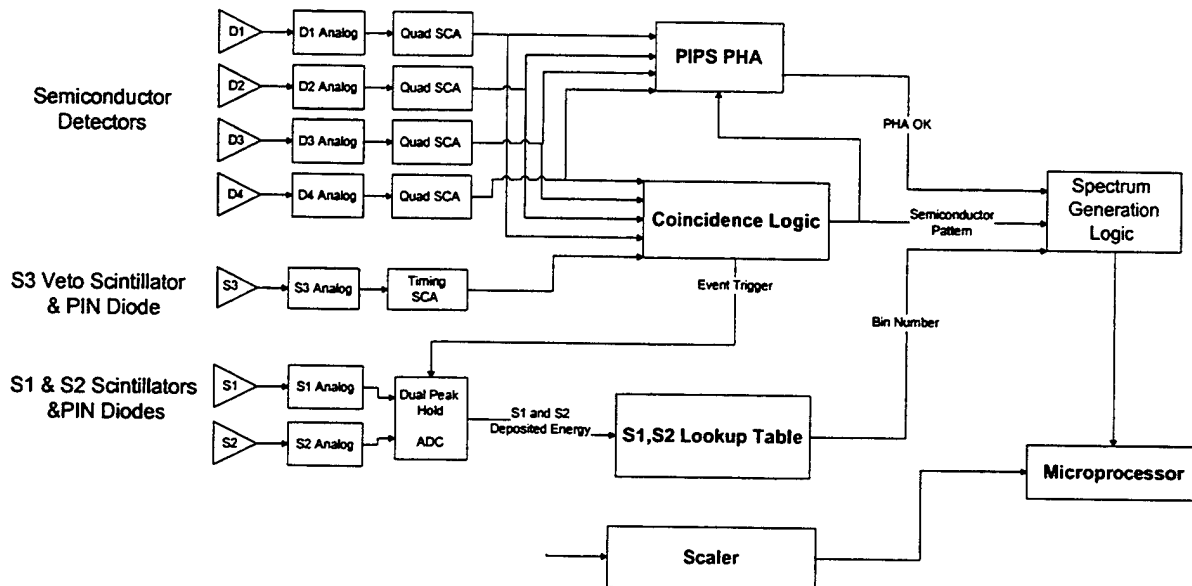 D1
D1 Analog
Quad SCA
PIPS PHA
D2
D2 Analog
Quad SCA
Semiconductor
Detectors
PHA OK
D3
D3 Analog
Quad SCA
D4
D4 Analog
Quad SCA
Coincidence Logic
Semiconductor
Pattern
Spectrum
Generation
Logic
S3 Veto Scintillator
& PIN Diode
S3
S3 Analog
Timing
SCA
Event Trigger
Bin Number
S1 & S2 Scintillators
&PIN Diodes
S1
S1 Analog
S2
S2 Analog
Dual Peak
Hold
ADC
S1 and S2
Deposited Energy
S1,S2 Lookup Table
Microprocessor
Scaler